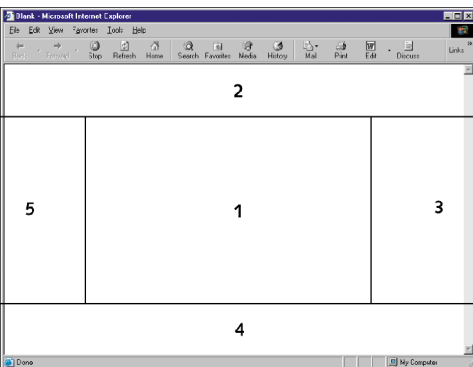 Blank - Microsoft Internet Explorer
File Edit View Favorites Tools Help
Back Forward Stop Refresh Home Search Favorites Media History Mail Print Edit Discuss Links »
2
5 1 3
4
Done My Computer